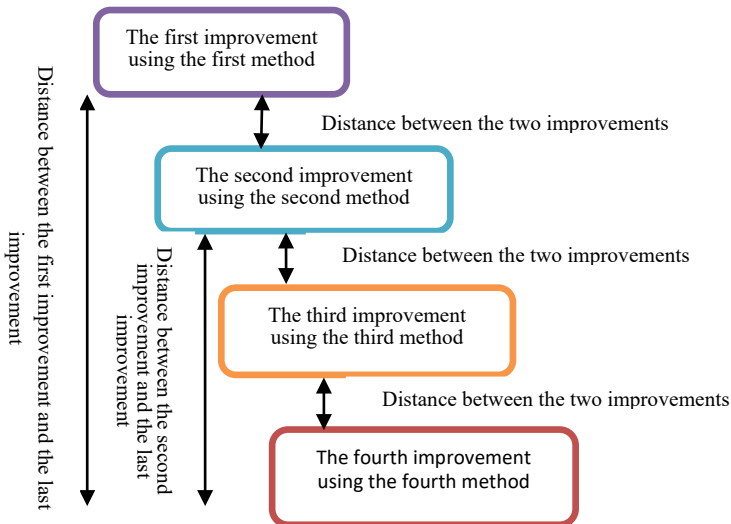 The first improvement
using the first method
Distance between the two improvements
The second improvement
using the second method
Distance between the two improvements
The third improvement
using the third method
Distance between the two improvements
The fourth improvement
using the fourth method
Distance between the first improvement and the last
improvement
Distance between the second
improvement and the last
improvement